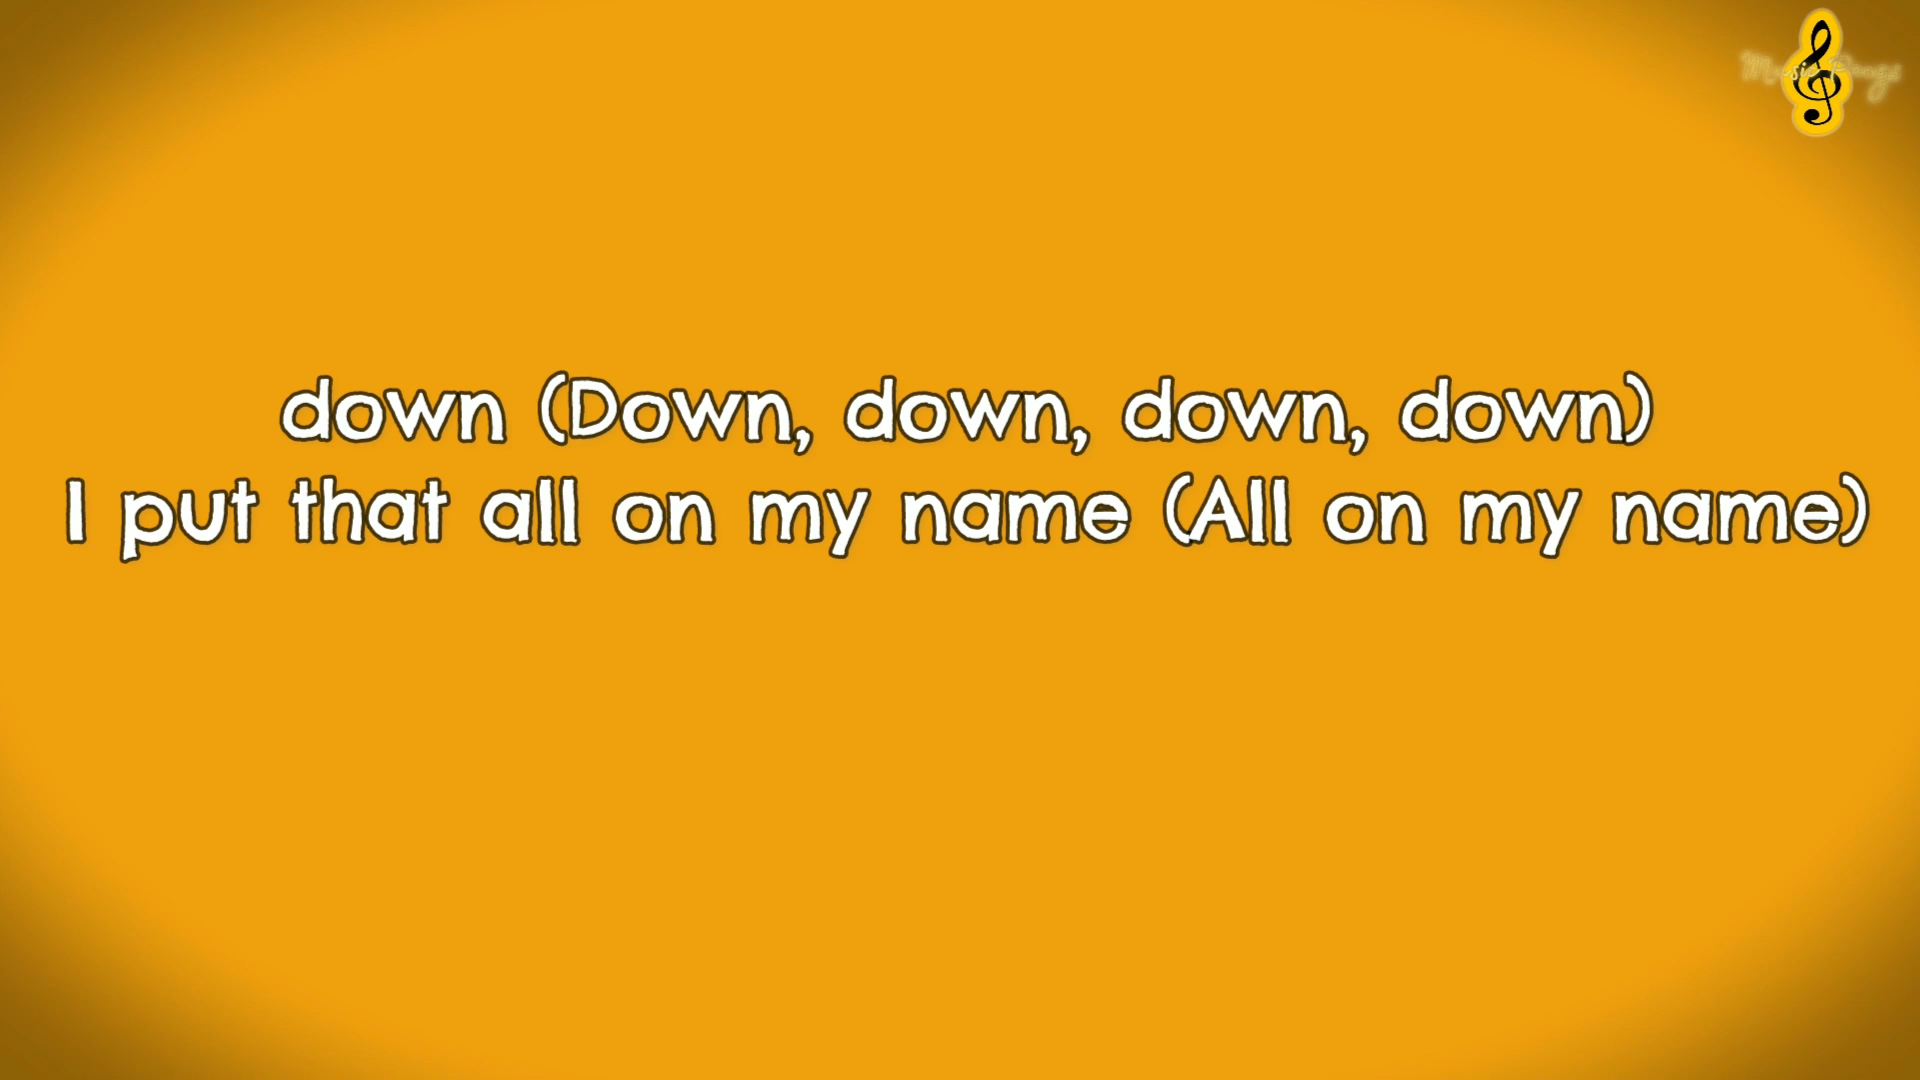 down (Down, down, down, down)
I put that all on my name (All on my name)